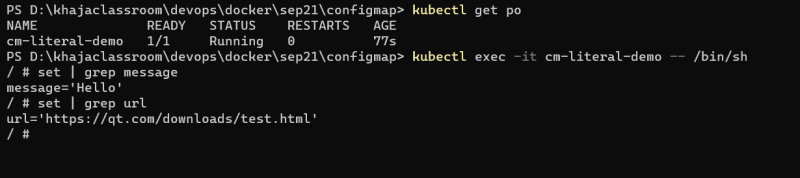 PS D:\khajaclassroom\devops\docker\sep21\configmap> kubectl get po
NAME              READY   STATUS    RESTARTS   AGE
cm-literal-demo   1/1     Running   0          77s
PS D:\khajaclassroom\devops\docker\sep21\configmap> kubectl exec -it cm-literal-demo -- /bin/sh
/ # set | grep message
message='Hello'
/ # set | grep url
url='https://qt.com/downloads/test.html'
/ #